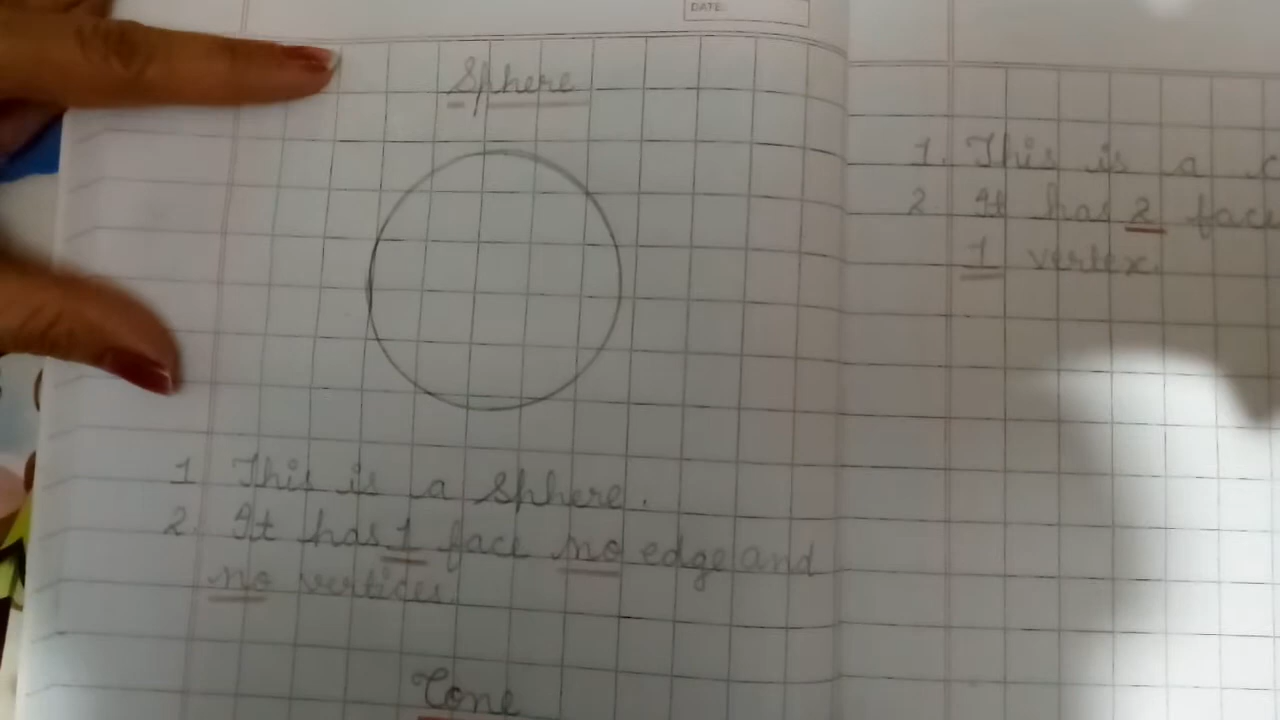 DATE:
Sphere
1 This is a Sphere.
2. It has 1 face no edge and
no vertices.
Cone
1. This is a
2 It has 2
1 vertex.